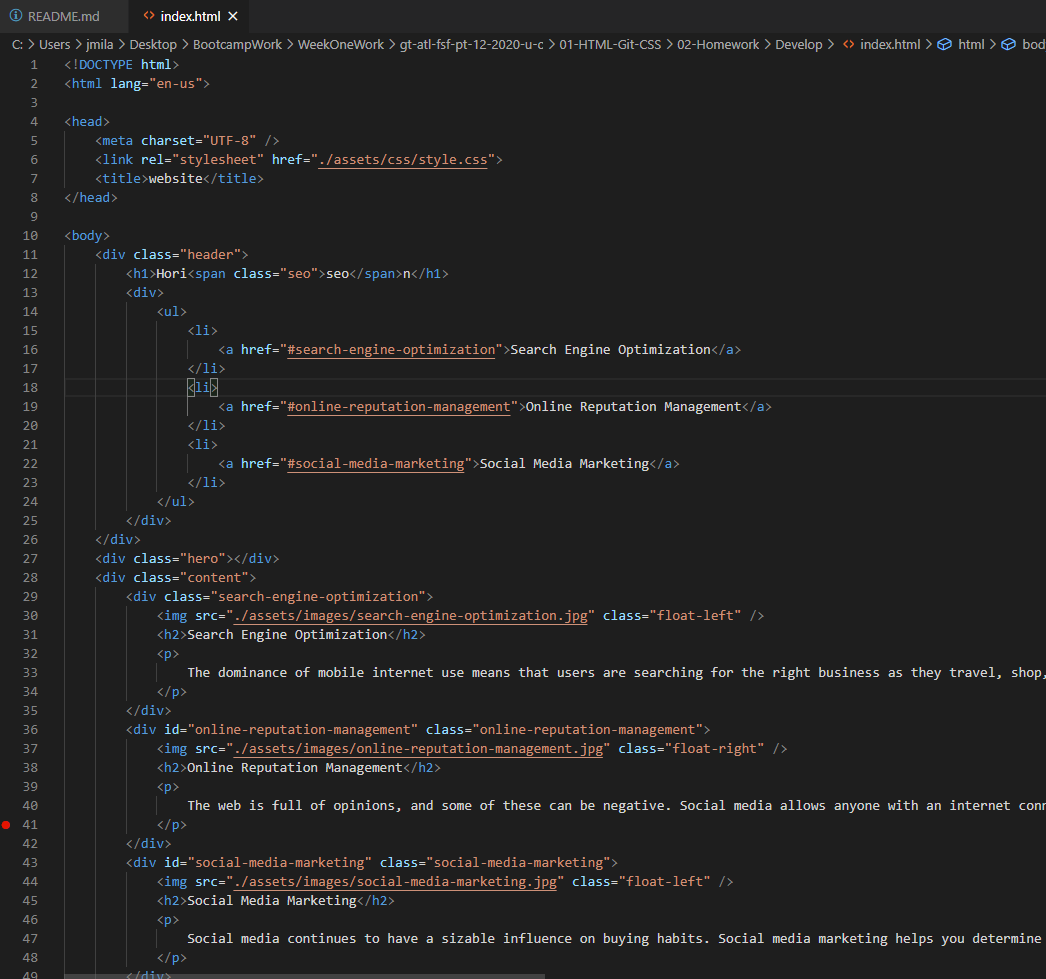 README.md index.html
C: > Users > jmila > Desktop > BootcampWork > WeekOneWork > gt-atl-fsf-pt-12-2020-u-c > 01-HTML-Git-CSS > 02-Homework > Develop > index.html > html > bod
1 <!DOCTYPE html>
2 <html lang="en-us">
3
4 <head>
5 <meta charset="UTF-8" />
6 <link rel="stylesheet" href="./assets/css/style.css">
7 <title>website</title>
8 </head>
9
10 <body>
11 <div class="header">
12 <h1>Hori<span class="seo">seo</span>n</h1>
13 <div>
14 <ul>
15 <li>
16 <a href="#search-engine-optimization">Search Engine Optimization</a>
17 </li>
18 <li>
19 <a href="#online-reputation-management">Online Reputation Management</a>
20 </li>
21 <li>
22 <a href="#social-media-marketing">Social Media Marketing</a>
23 </li>
24 </ul>
25 </div>
26 </div>
27 <div class="hero"></div>
28 <div class="content">
29 <div class="search-engine-optimization">
30 <img src="./assets/images/search-engine-optimization.jpg" class="float-left" />
31 <h2>Search Engine Optimization</h2>
32 <p>
33 The dominance of mobile internet use means that users are searching for the right business as they travel, shop,
34 </p>
35 </div>
36 <div id="online-reputation-management" class="online-reputation-management">
37 <img src="./assets/images/online-reputation-management.jpg" class="float-right" />
38 <h2>Online Reputation Management</h2>
39 <p>
40 The web is full of opinions, and some of these can be negative. Social media allows anyone with an internet conn
41 </p>
42 </div>
43 <div id="social-media-marketing" class="social-media-marketing">
44 <img src="./assets/images/social-media-marketing.jpg" class="float-left" />
45 <h2>Social Media Marketing</h2>
46 <p>
47 Social media continues to have a sizable influence on buying habits. Social media marketing helps you determine
48 </p>
49 </div>